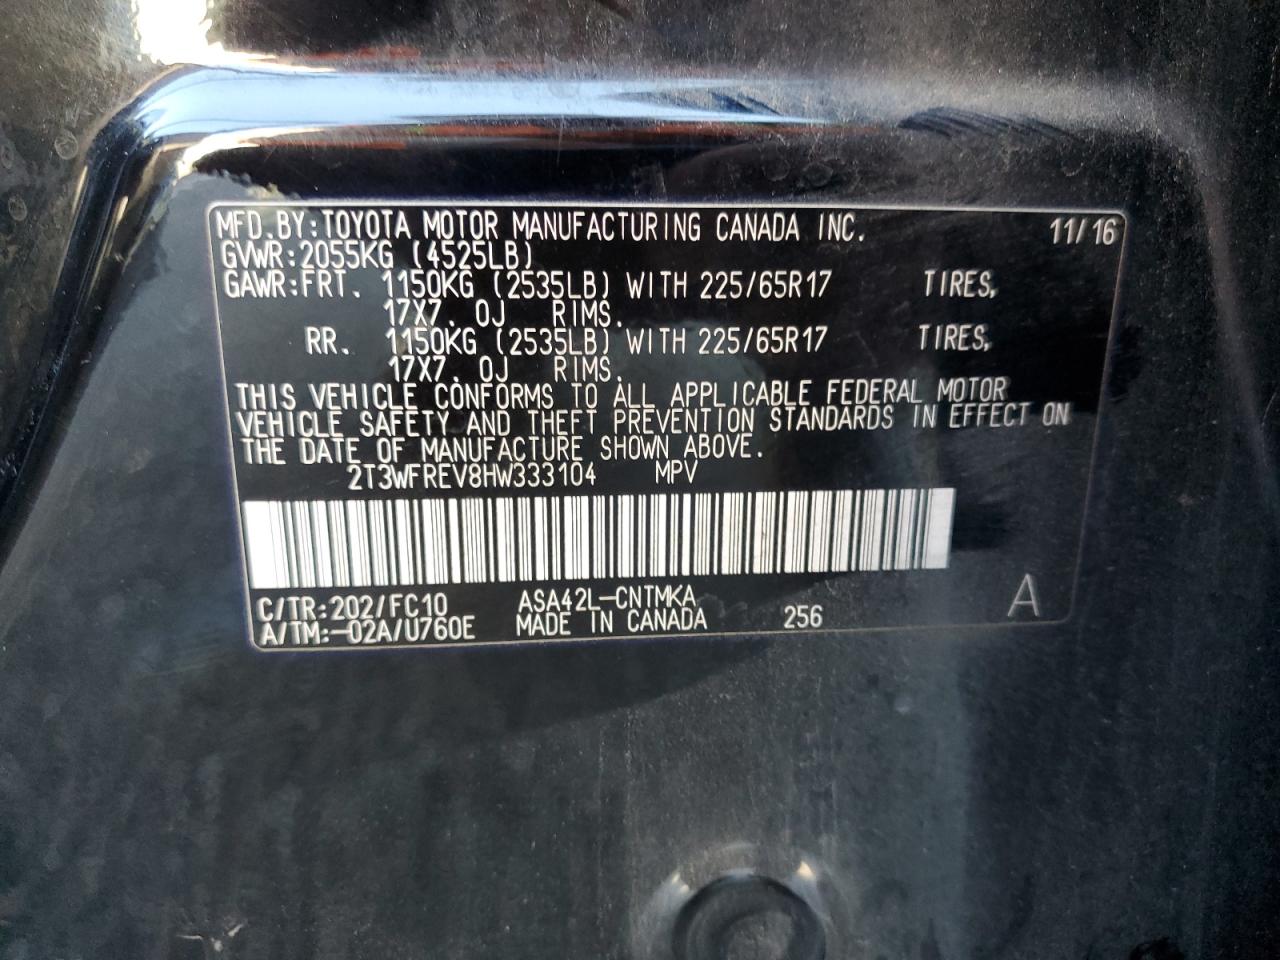 MFD.BY:TOYOTA MOTOR MANUFACTURING CANADA INC. 11/16
GVWR:2055KG (4525LB)
GAWR:FRT. 1150KG (2535LB) WITH 225/65R17 TIRES,
17X7.0J RIMS.
RR. 1150KG (2535LB) WITH 225/65R17 TIRES,
17X7.0J RIMS.
THIS VEHICLE CONFORMS TO ALL APPLICABLE FEDERAL MOTOR
VEHICLE SAFETY AND THEFT PREVENTION STANDARDS IN EFFECT ON
THE DATE OF MANUFACTURE SHOWN ABOVE.
2T3WFREV8HW333104 MPV
C/TR:202/FC10 ASA42L-CNTMKA A
A/TM:-02A/U760E MADE IN CANADA 256